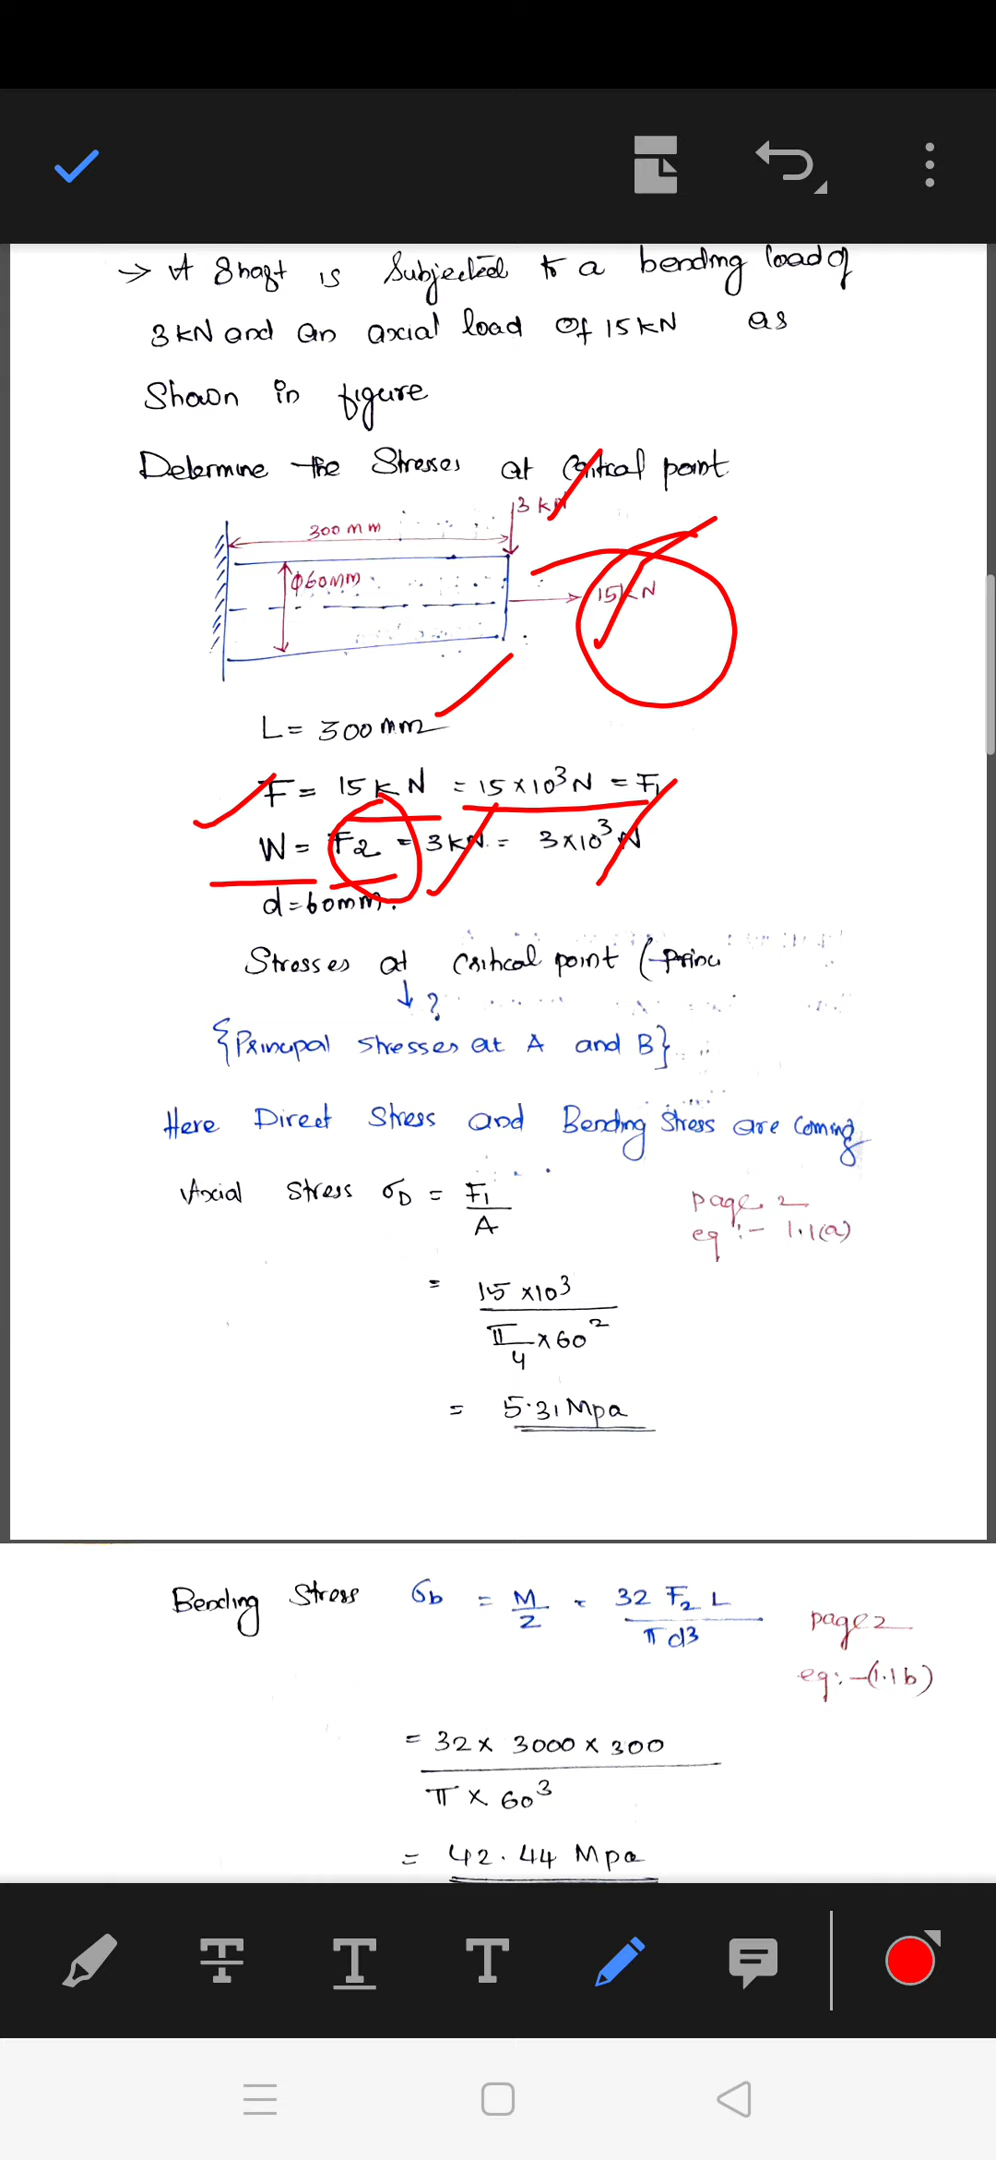 → A Shaft is Subjected to a bending load of
3 kN and an axial load of 15 kN as
Shown in figure
Determine the Stresses at Critical point
3 kN
300 mm
ϕ60mm
15kN
L = 300 mm
F = 15 kN = 15 × 10³ N = F₁
W = F2 = 3 kN = 3×10³ N
d = 60mm.
Stresses at critical point (Princ
↓ ?
{Principal stresses at A and B}
Here Direct Stress and Bending Stress are Coming
Axial Stress σD = F₁/A
page 2
eq :- 1.1(a)
= 15 ×10³ / (π/4 × 60²)
= 5.31 Mpa
Bending Stress σb = M/Z = 32 F₂ L / πd³
page 2
eq:-(1.1b)
= 32 × 3000 × 300 / π × 60³
= 42.44 Mpa
T T T